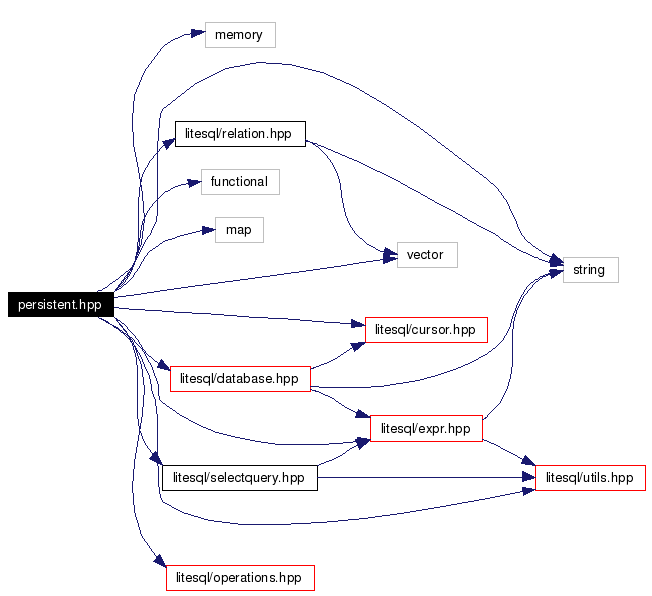 memory
litesql/relation.hpp
functional
map
vector
string
persistent.hpp
litesql/cursor.hpp
litesql/database.hpp
litesql/expr.hpp
litesql/selectquery.hpp
litesql/utils.hpp
litesql/operations.hpp